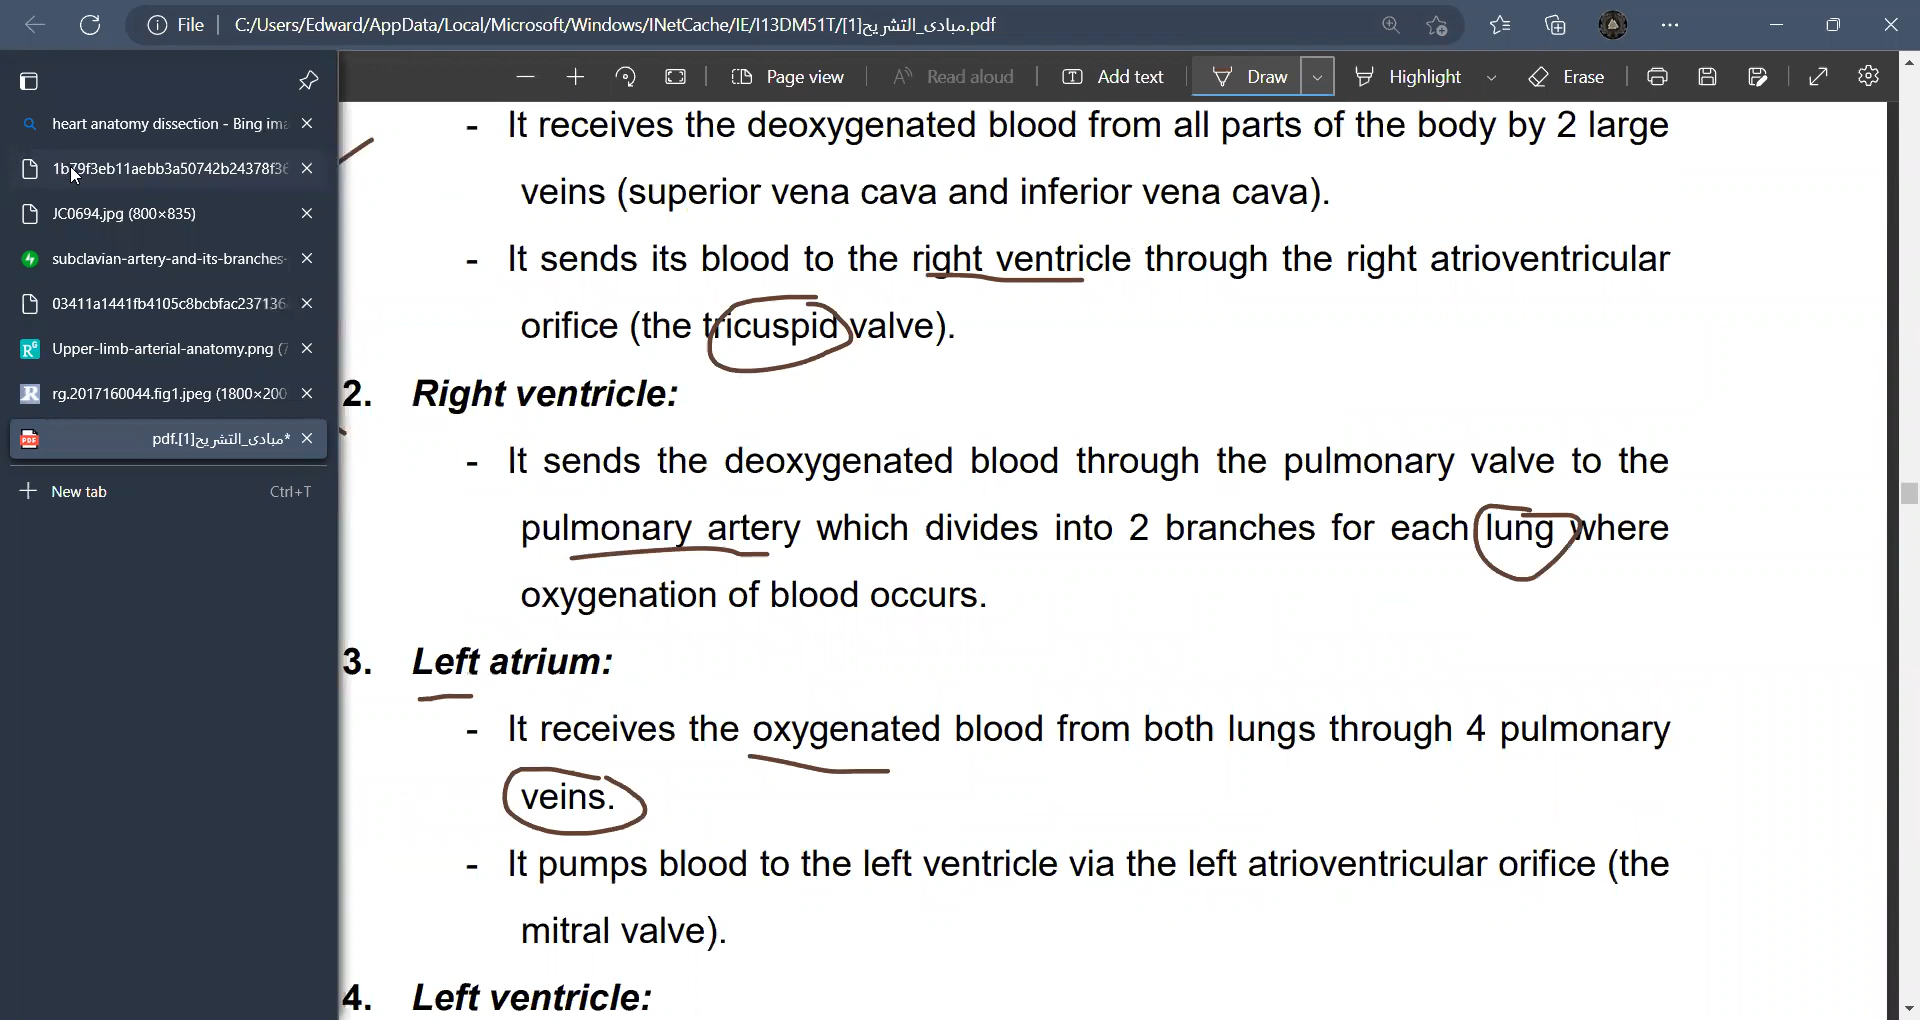 File C:/Users/Edward/AppData/Local/Microsoft/Windows/INetCache/IE/I13DM51T/[1]مبادى_التشريح.pdf
Page view Read aloud Add text Draw Highlight Erase
heart anatomy dissection - Bing ima
1b79f3eb11aebb3a50742b24378f36
JC0694.jpg (800×835)
subclavian-artery-and-its-branches-
03411a1441fb4105c8bcbfac237136
Upper-limb-arterial-anatomy.png (7
rg.2017160044.fig1.jpeg (1800×200
*مبادى_التشريح[1].pdf
New tab Ctrl+T
- It receives the deoxygenated blood from all parts of the body by 2 large
veins (superior vena cava and inferior vena cava).
- It sends its blood to the right ventricle through the right atrioventricular
orifice (the tricuspid valve).
2. Right ventricle:
- It sends the deoxygenated blood through the pulmonary valve to the
pulmonary artery which divides into 2 branches for each lung where
oxygenation of blood occurs.
3. Left atrium:
- It receives the oxygenated blood from both lungs through 4 pulmonary
veins.
- It pumps blood to the left ventricle via the left atrioventricular orifice (the
mitral valve).
4. Left ventricle: